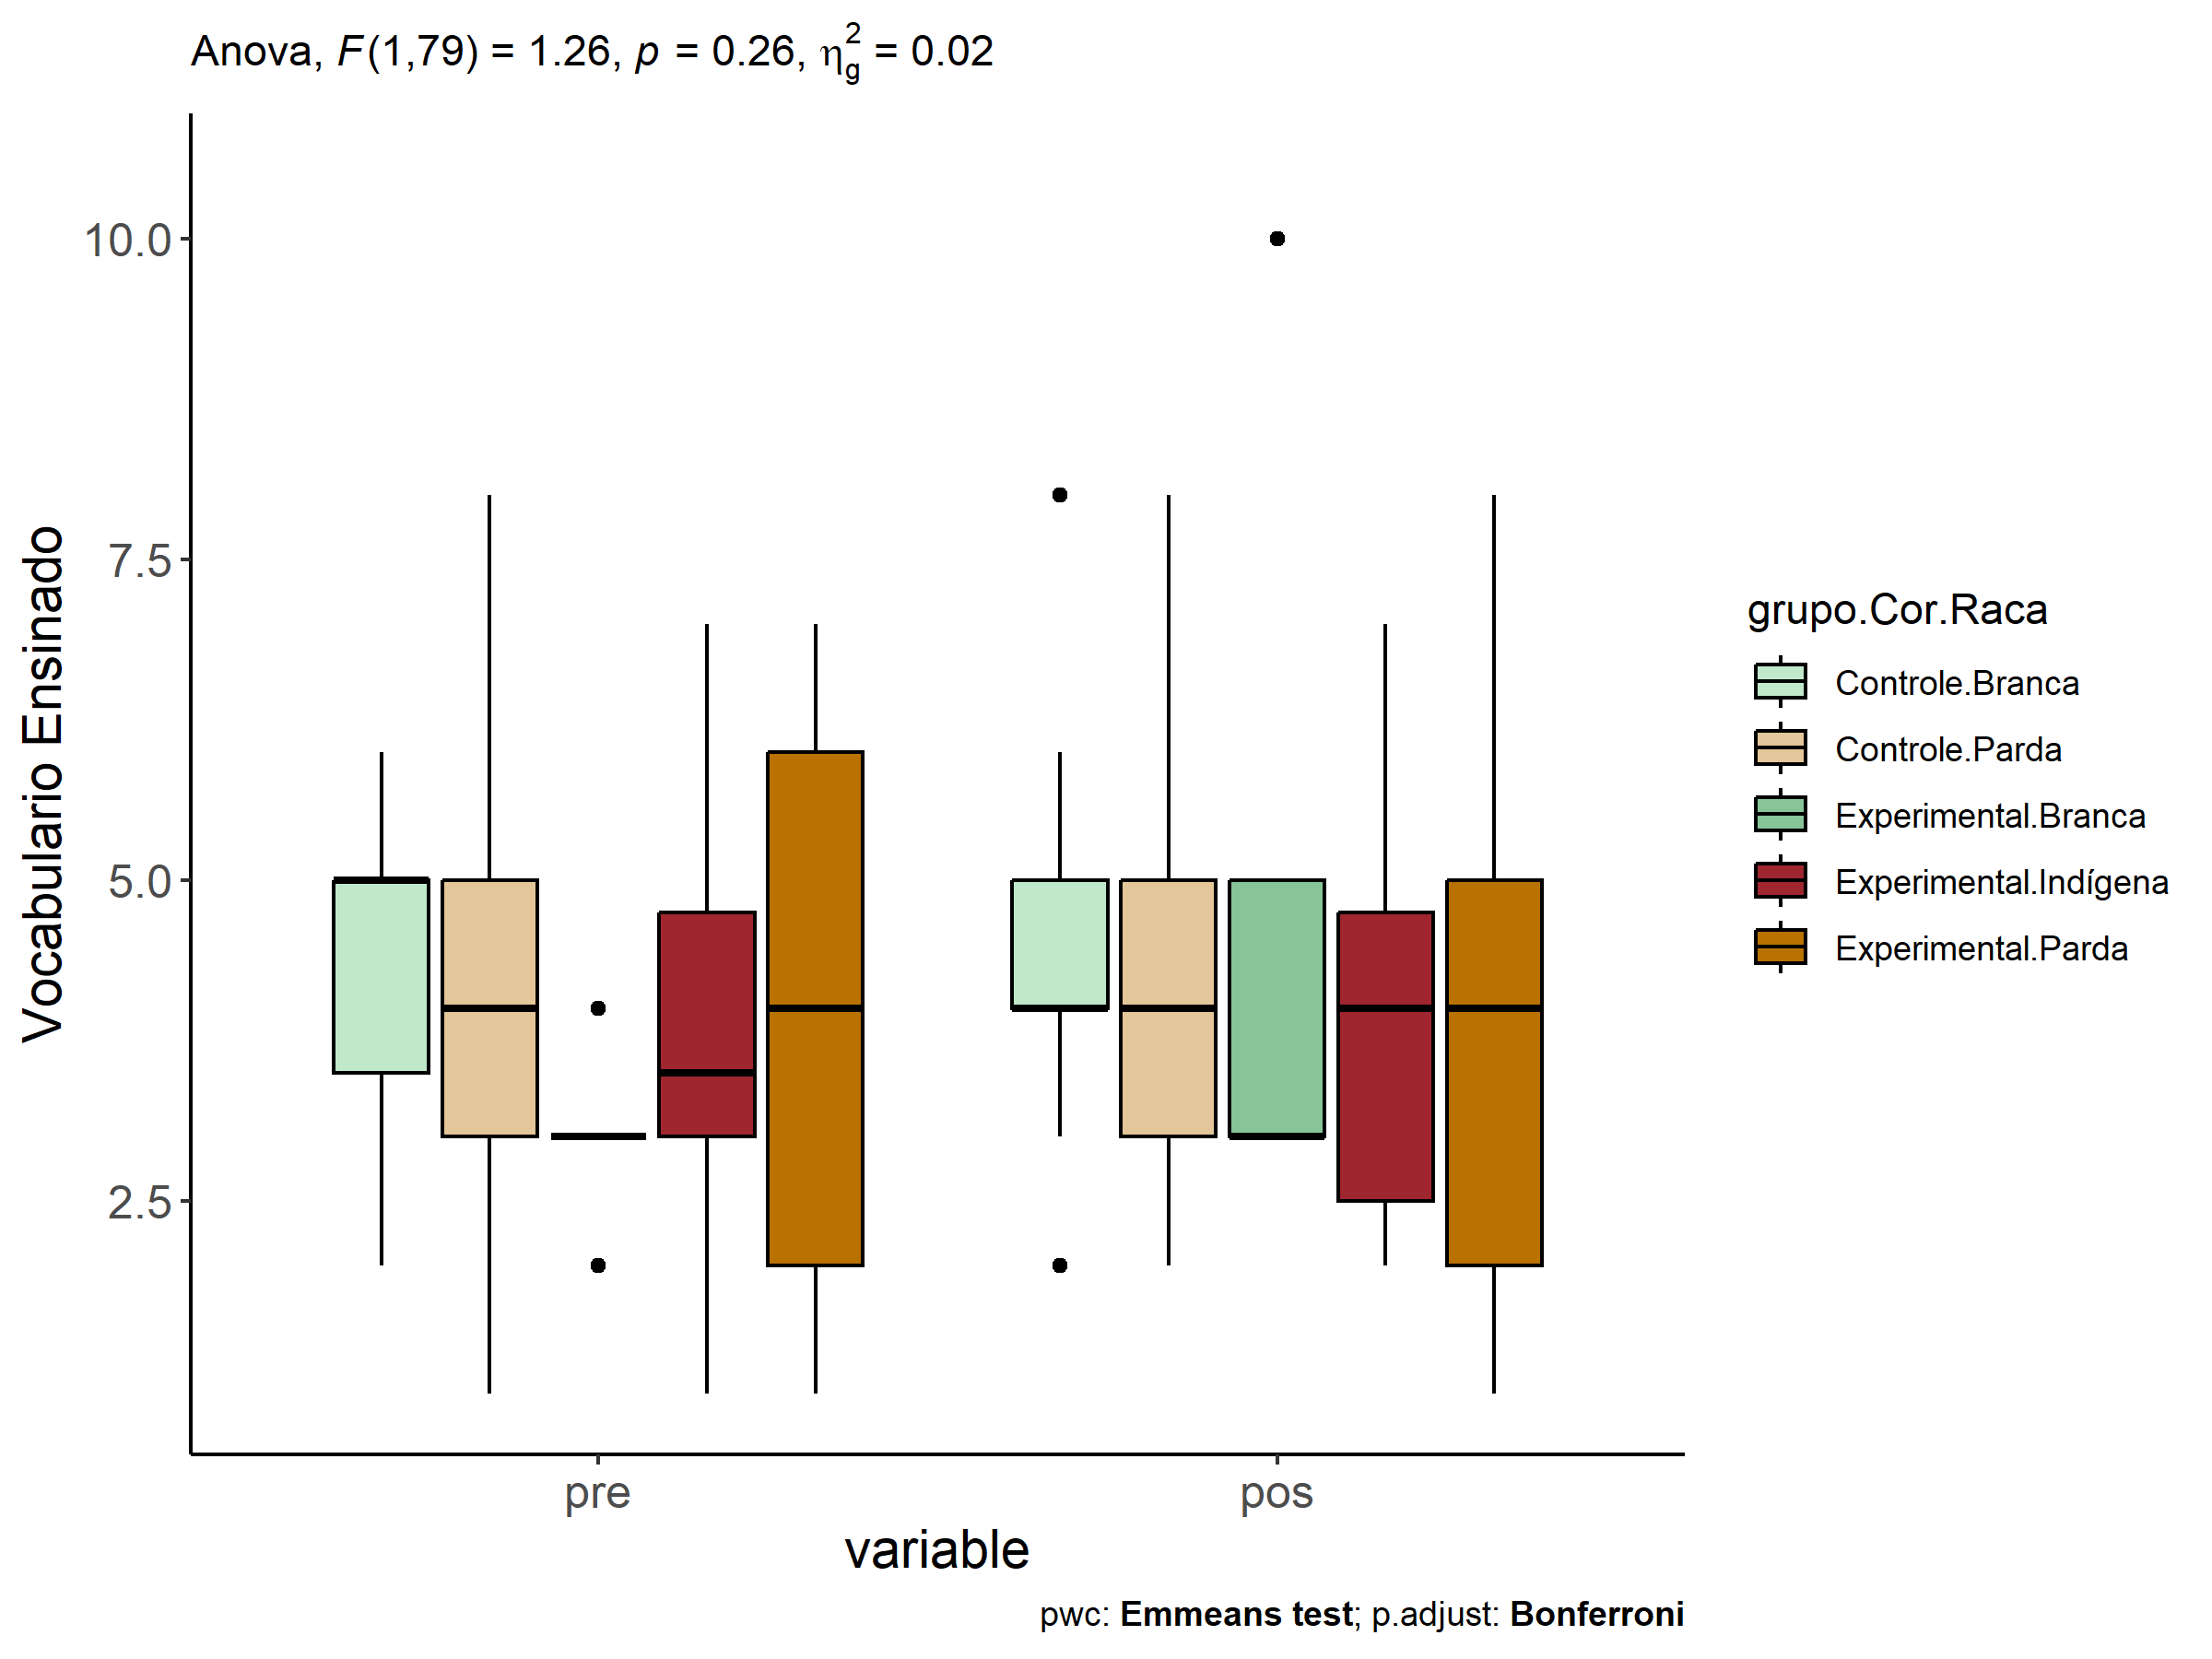 Anova, F(1,79) = 1.26, p = 0.26, η²g = 0.02
10.0
7.5
5.0
2.5
Vocabulario Ensinado
pre
pos
variable
pwc: Emmeans test; p.adjust: Bonferroni
grupo.Cor.Raca
Controle.Branca
Controle.Parda
Experimental.Branca
Experimental.Indígena
Experimental.Parda